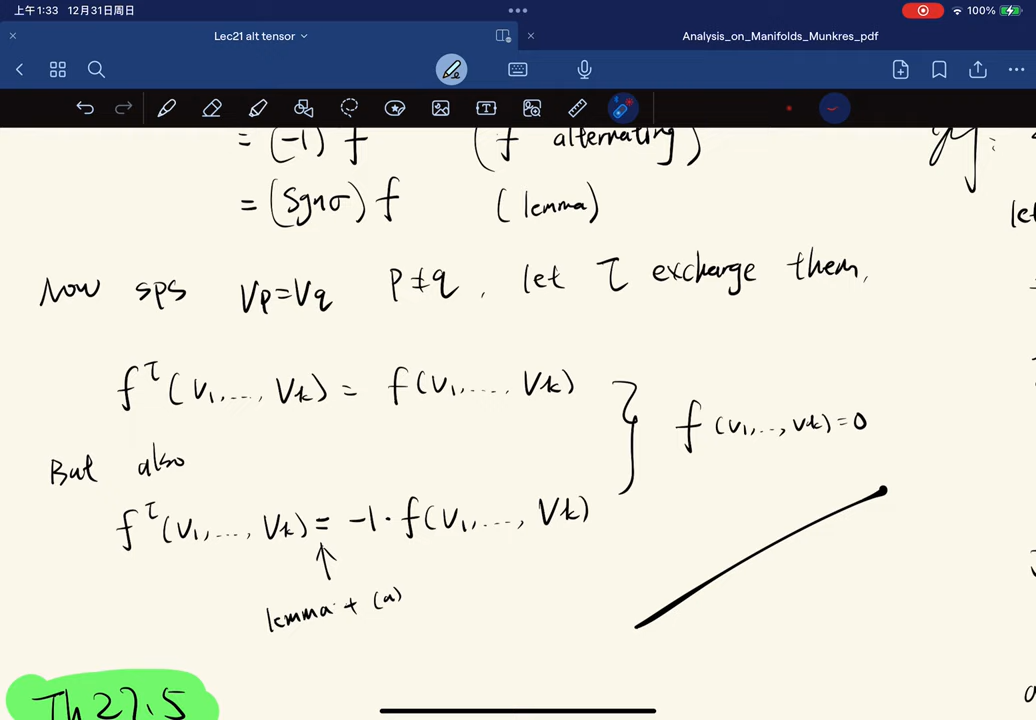 上午1:33 12月31日周日
100%
Lec21 alt tensor
Analysis_on_Manifolds_Munkres_pdf
= (-1) f (f alternating)
= (sgnσ) f (lemma)
let
Now sps Vp=Vq p≠q, let τ exchange them,
f^τ(v₁,..., vk) = f(v₁,..., vk)
f(v₁,..., vk)=0
But also
f^τ(v₁,..., vk) = -1·f(v₁,..., vk)
↑
lemma + (a)
Th27.5